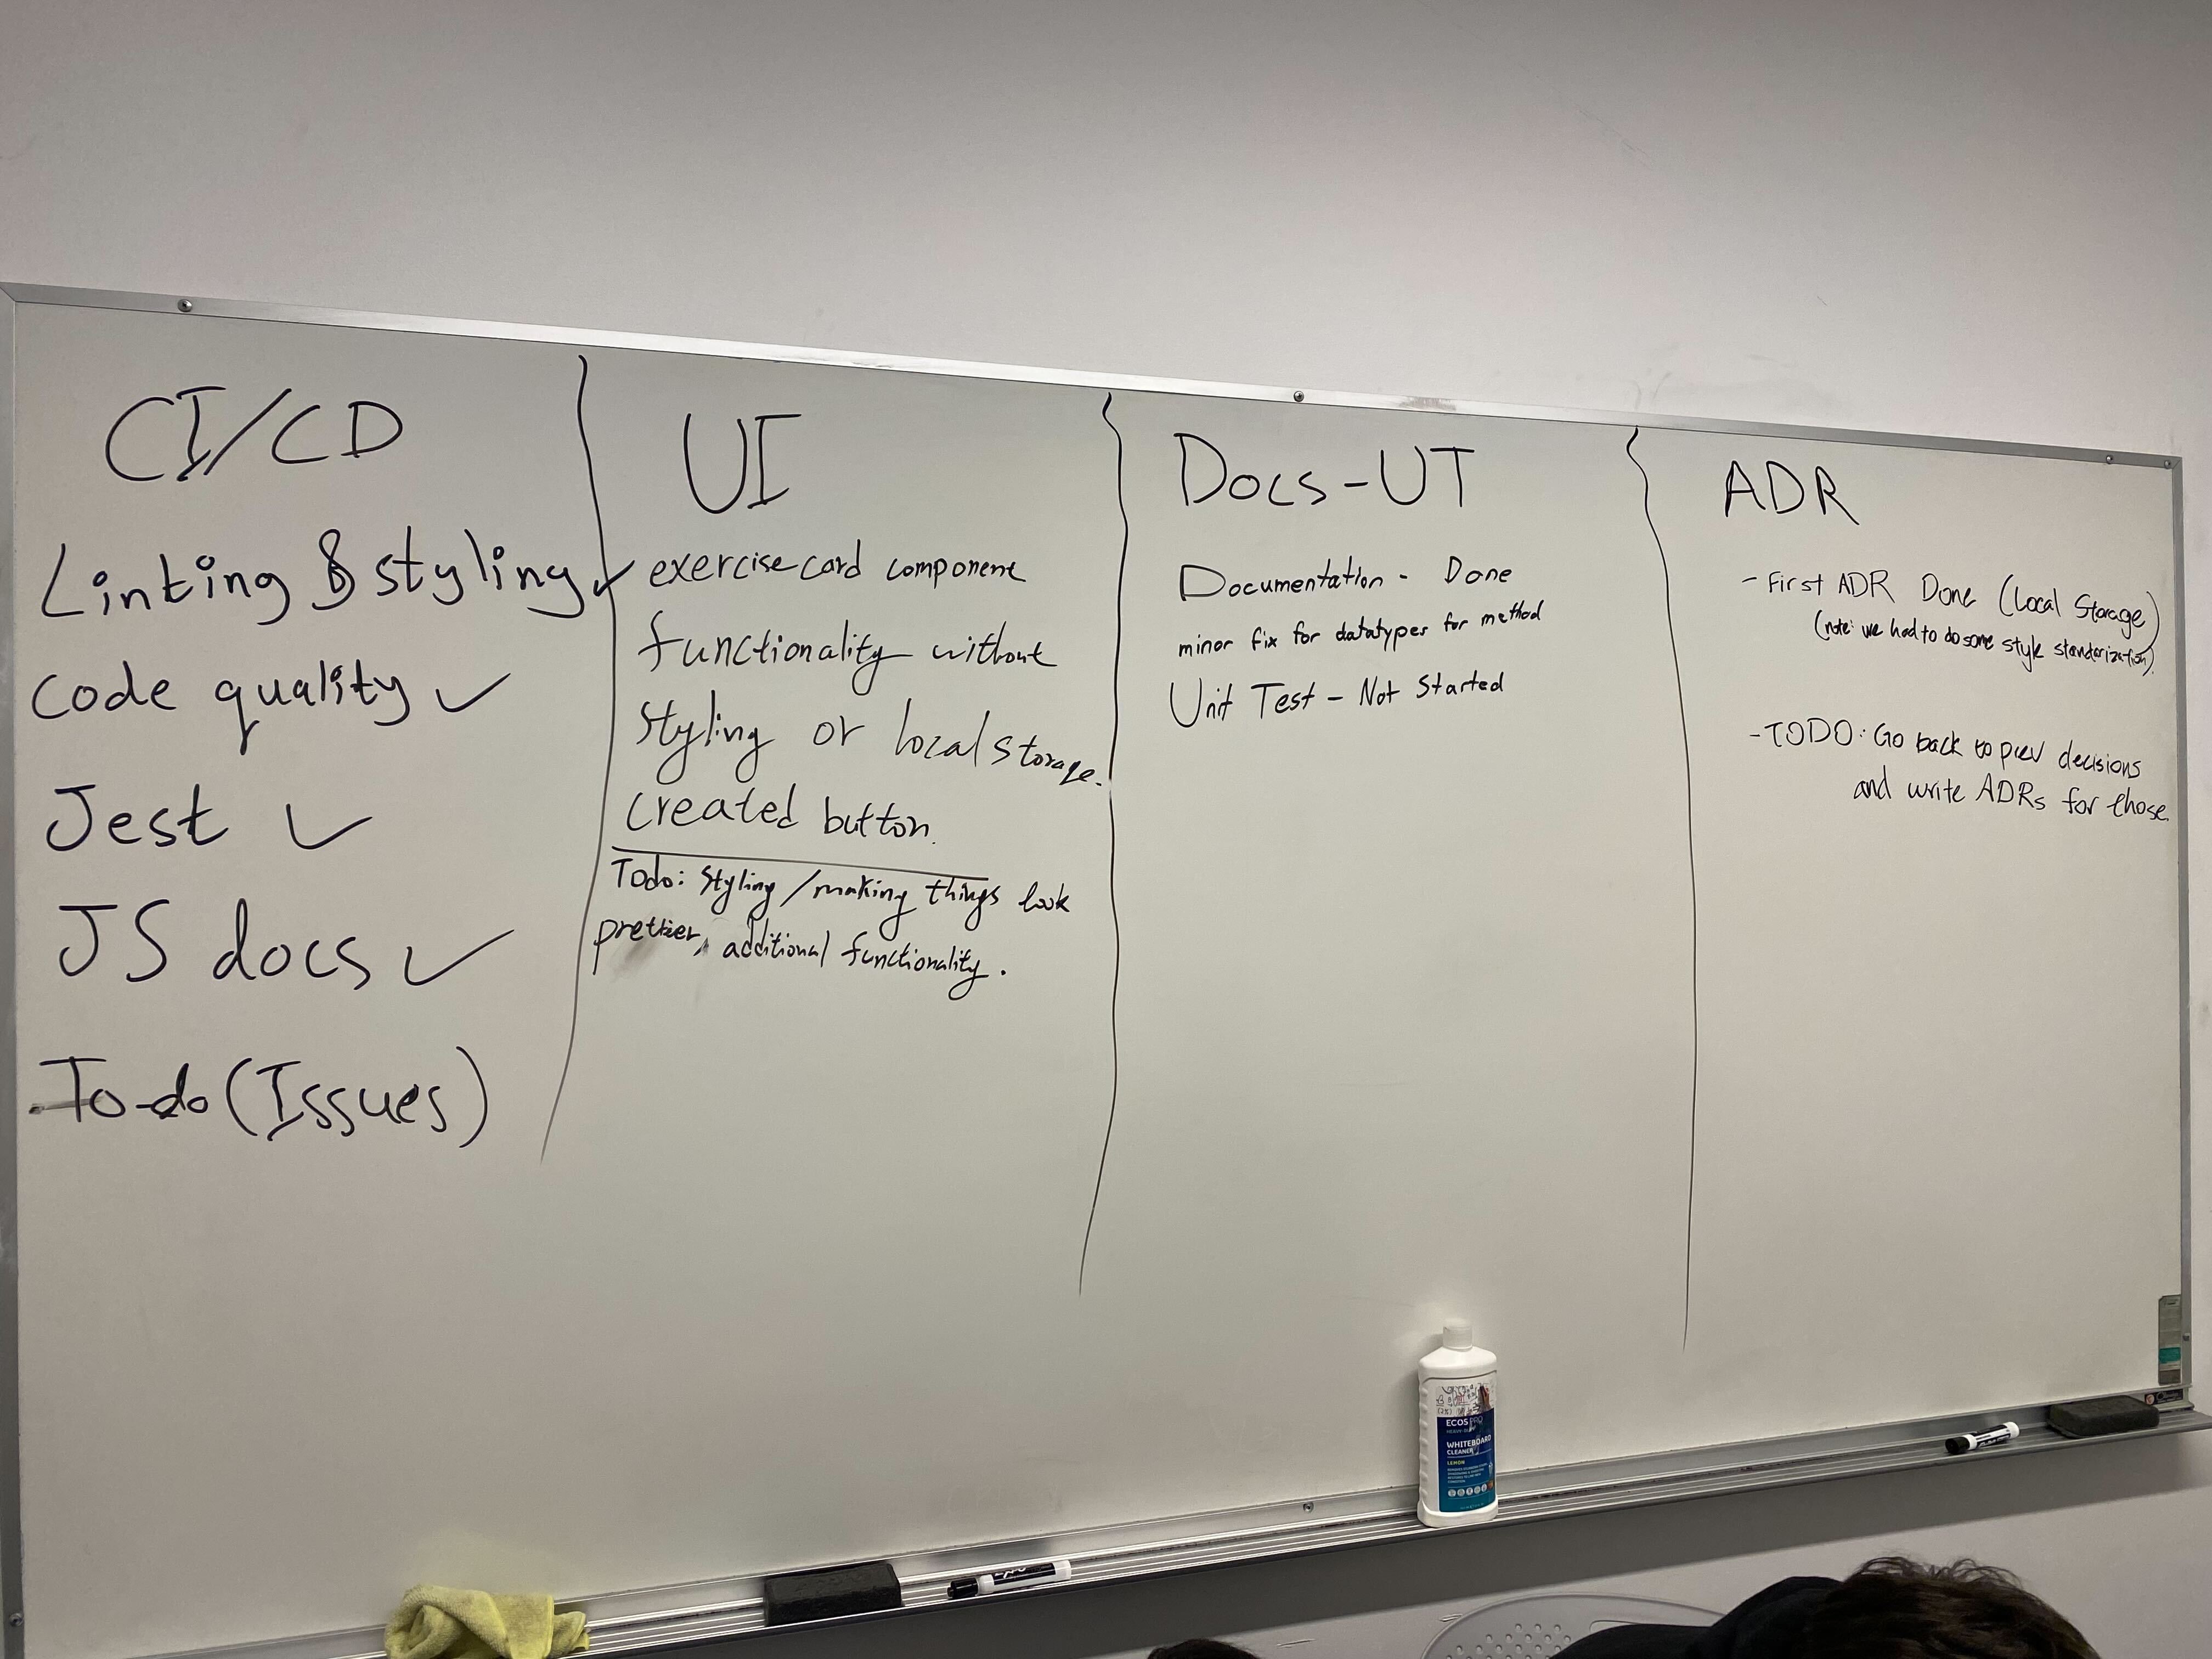 CI/CD
Linting & styling ✓
code quality ✓
Jest ✓
JS docs ✓
To-do (Issues)
UI
exercise card component
functionality without
styling or local storage.
created button.
Todo: styling/making things look
prettier, additional functionality.
Docs-UT
Documentation - Done
minor fix for datatypes for method
Unit Test - Not Started
ADR
- First ADR Done (Local Storage)
(note: we had to do some style standarization)
- TODO: Go back to prev decisions
and write ADRs for those.
ECOS PRO
WHITEBOARD
CLEANER
LEMON